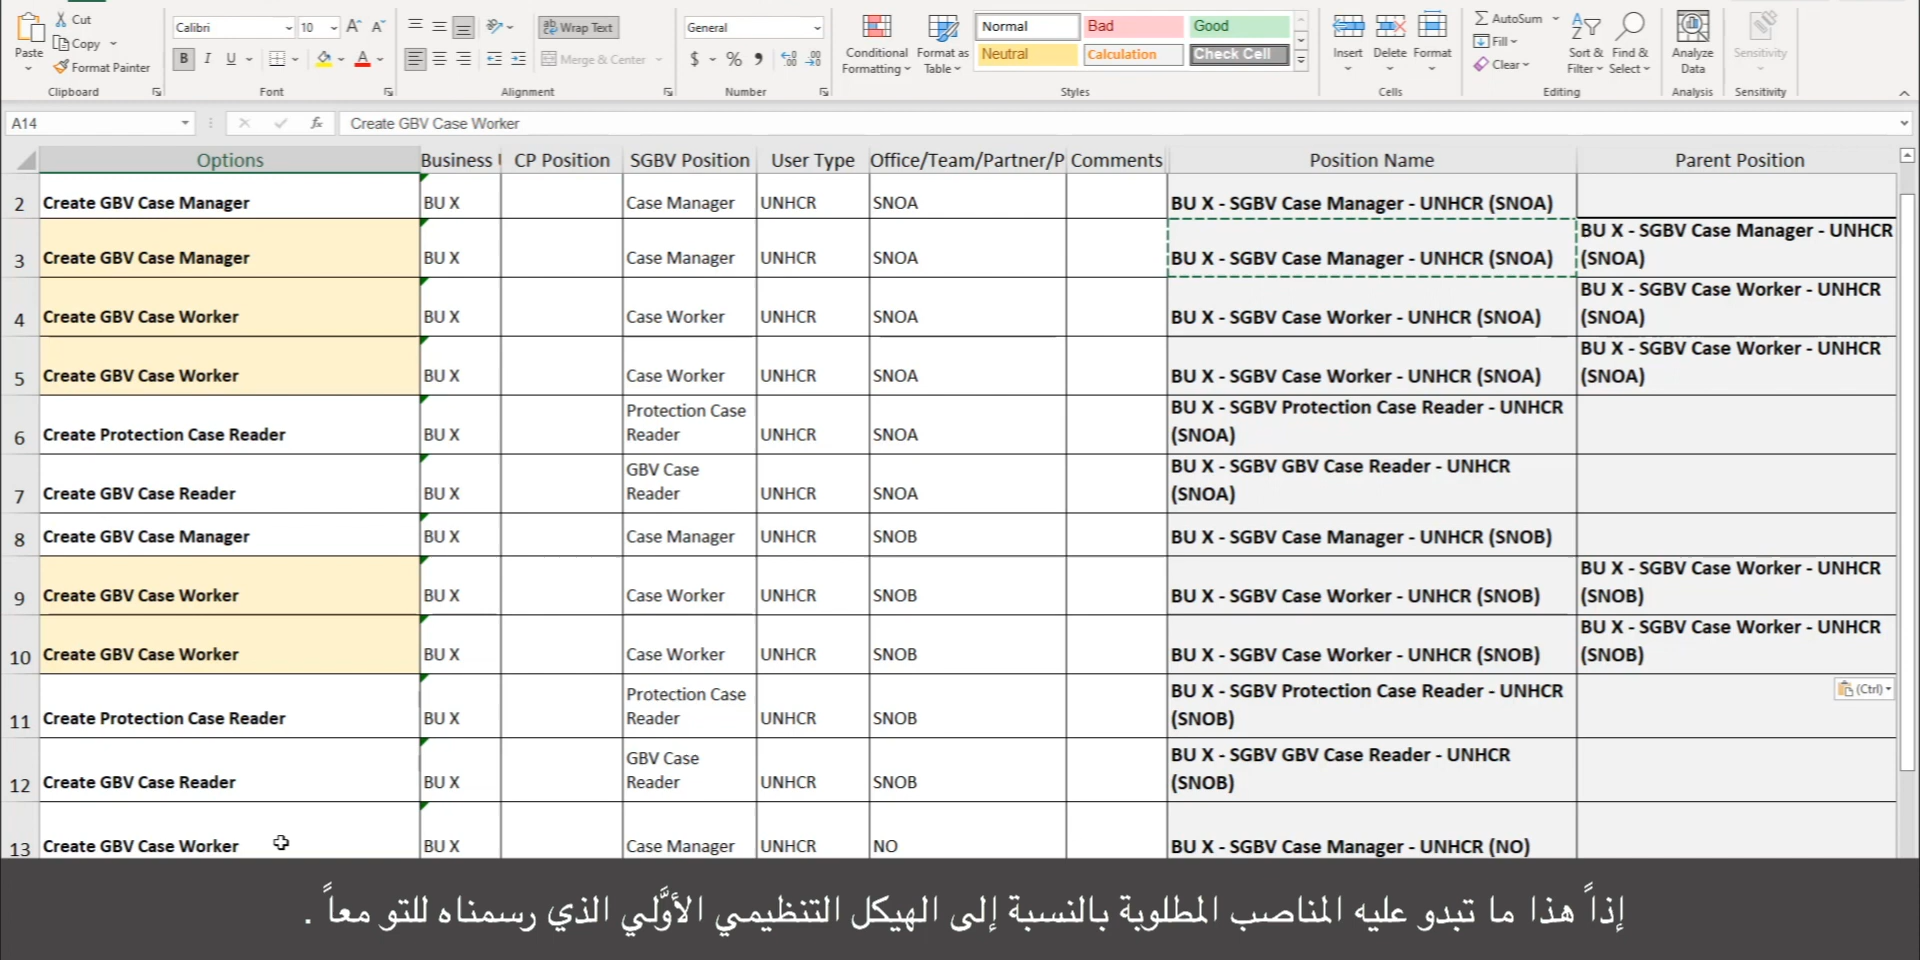 Cut
Copy
Format Painter
Paste
Clipboard
Calibri 10
B I U
Font
Wrap Text
Merge & Center
Alignment
General
$ % 9
Number
Conditional Formatting
Format as Table
Normal Bad Good
Neutral Calculation Check Cell
Styles
Insert Delete Format
Cells
AutoSum
Fill
Clear
Sort & Filter
Find & Select
Editing
Analyze Data
Analysis
Sensitivity
Sensitivity
A14 fx Create GBV Case Worker
Options Business CP Position SGBV Position User Type Office/Team/Partner/P Comments Position Name Parent Position
2 Create GBV Case Manager BU X Case Manager UNHCR SNOA BU X - SGBV Case Manager - UNHCR (SNOA)
3 Create GBV Case Manager BU X Case Manager UNHCR SNOA BU X - SGBV Case Manager - UNHCR (SNOA) BU X - SGBV Case Manager - UNHCR (SNOA)
4 Create GBV Case Worker BU X Case Worker UNHCR SNOA BU X - SGBV Case Worker - UNHCR (SNOA) BU X - SGBV Case Worker - UNHCR (SNOA)
5 Create GBV Case Worker BU X Case Worker UNHCR SNOA BU X - SGBV Case Worker - UNHCR (SNOA) BU X - SGBV Case Worker - UNHCR (SNOA)
6 Create Protection Case Reader BU X Protection Case Reader UNHCR SNOA BU X - SGBV Protection Case Reader - UNHCR (SNOA)
7 Create GBV Case Reader BU X GBV Case Reader UNHCR SNOA BU X - SGBV GBV Case Reader - UNHCR (SNOA)
8 Create GBV Case Manager BU X Case Manager UNHCR SNOB BU X - SGBV Case Manager - UNHCR (SNOB)
9 Create GBV Case Worker BU X Case Worker UNHCR SNOB BU X - SGBV Case Worker - UNHCR (SNOB) BU X - SGBV Case Worker - UNHCR (SNOB)
10 Create GBV Case Worker BU X Case Worker UNHCR SNOB BU X - SGBV Case Worker - UNHCR (SNOB) BU X - SGBV Case Worker - UNHCR (SNOB)
(Ctrl)
11 Create Protection Case Reader BU X Protection Case Reader UNHCR SNOB BU X - SGBV Protection Case Reader - UNHCR (SNOB)
12 Create GBV Case Reader BU X GBV Case Reader UNHCR SNOB BU X - SGBV GBV Case Reader - UNHCR (SNOB)
13 Create GBV Case Worker BU X Case Manager UNHCR NO BU X - SGBV Case Manager - UNHCR (NO)
إذاً هذا ما تبدو عليه المناصب المطلوبة بالنسبة إلى الهيكل التنظيمي الأوَّلي الذي رسمناه للتو معاً .